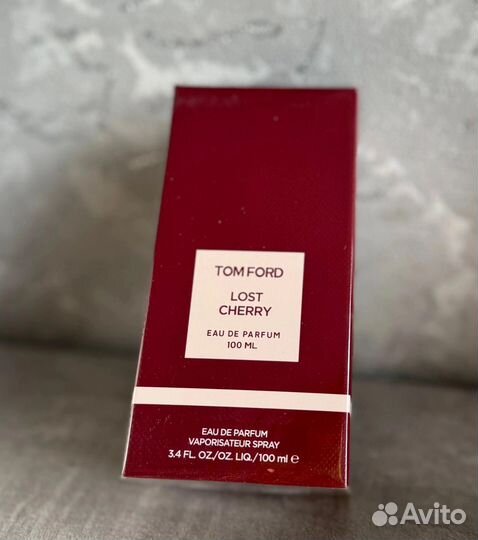 TOM FORD
LOST
CHERRY
EAU DE PARFUM
100 ML
EAU DE PARFUM
VAPORISATEUR SPRAY
3.4 FL. OZ./OZ. LIQ./100 ml ℮
Avito